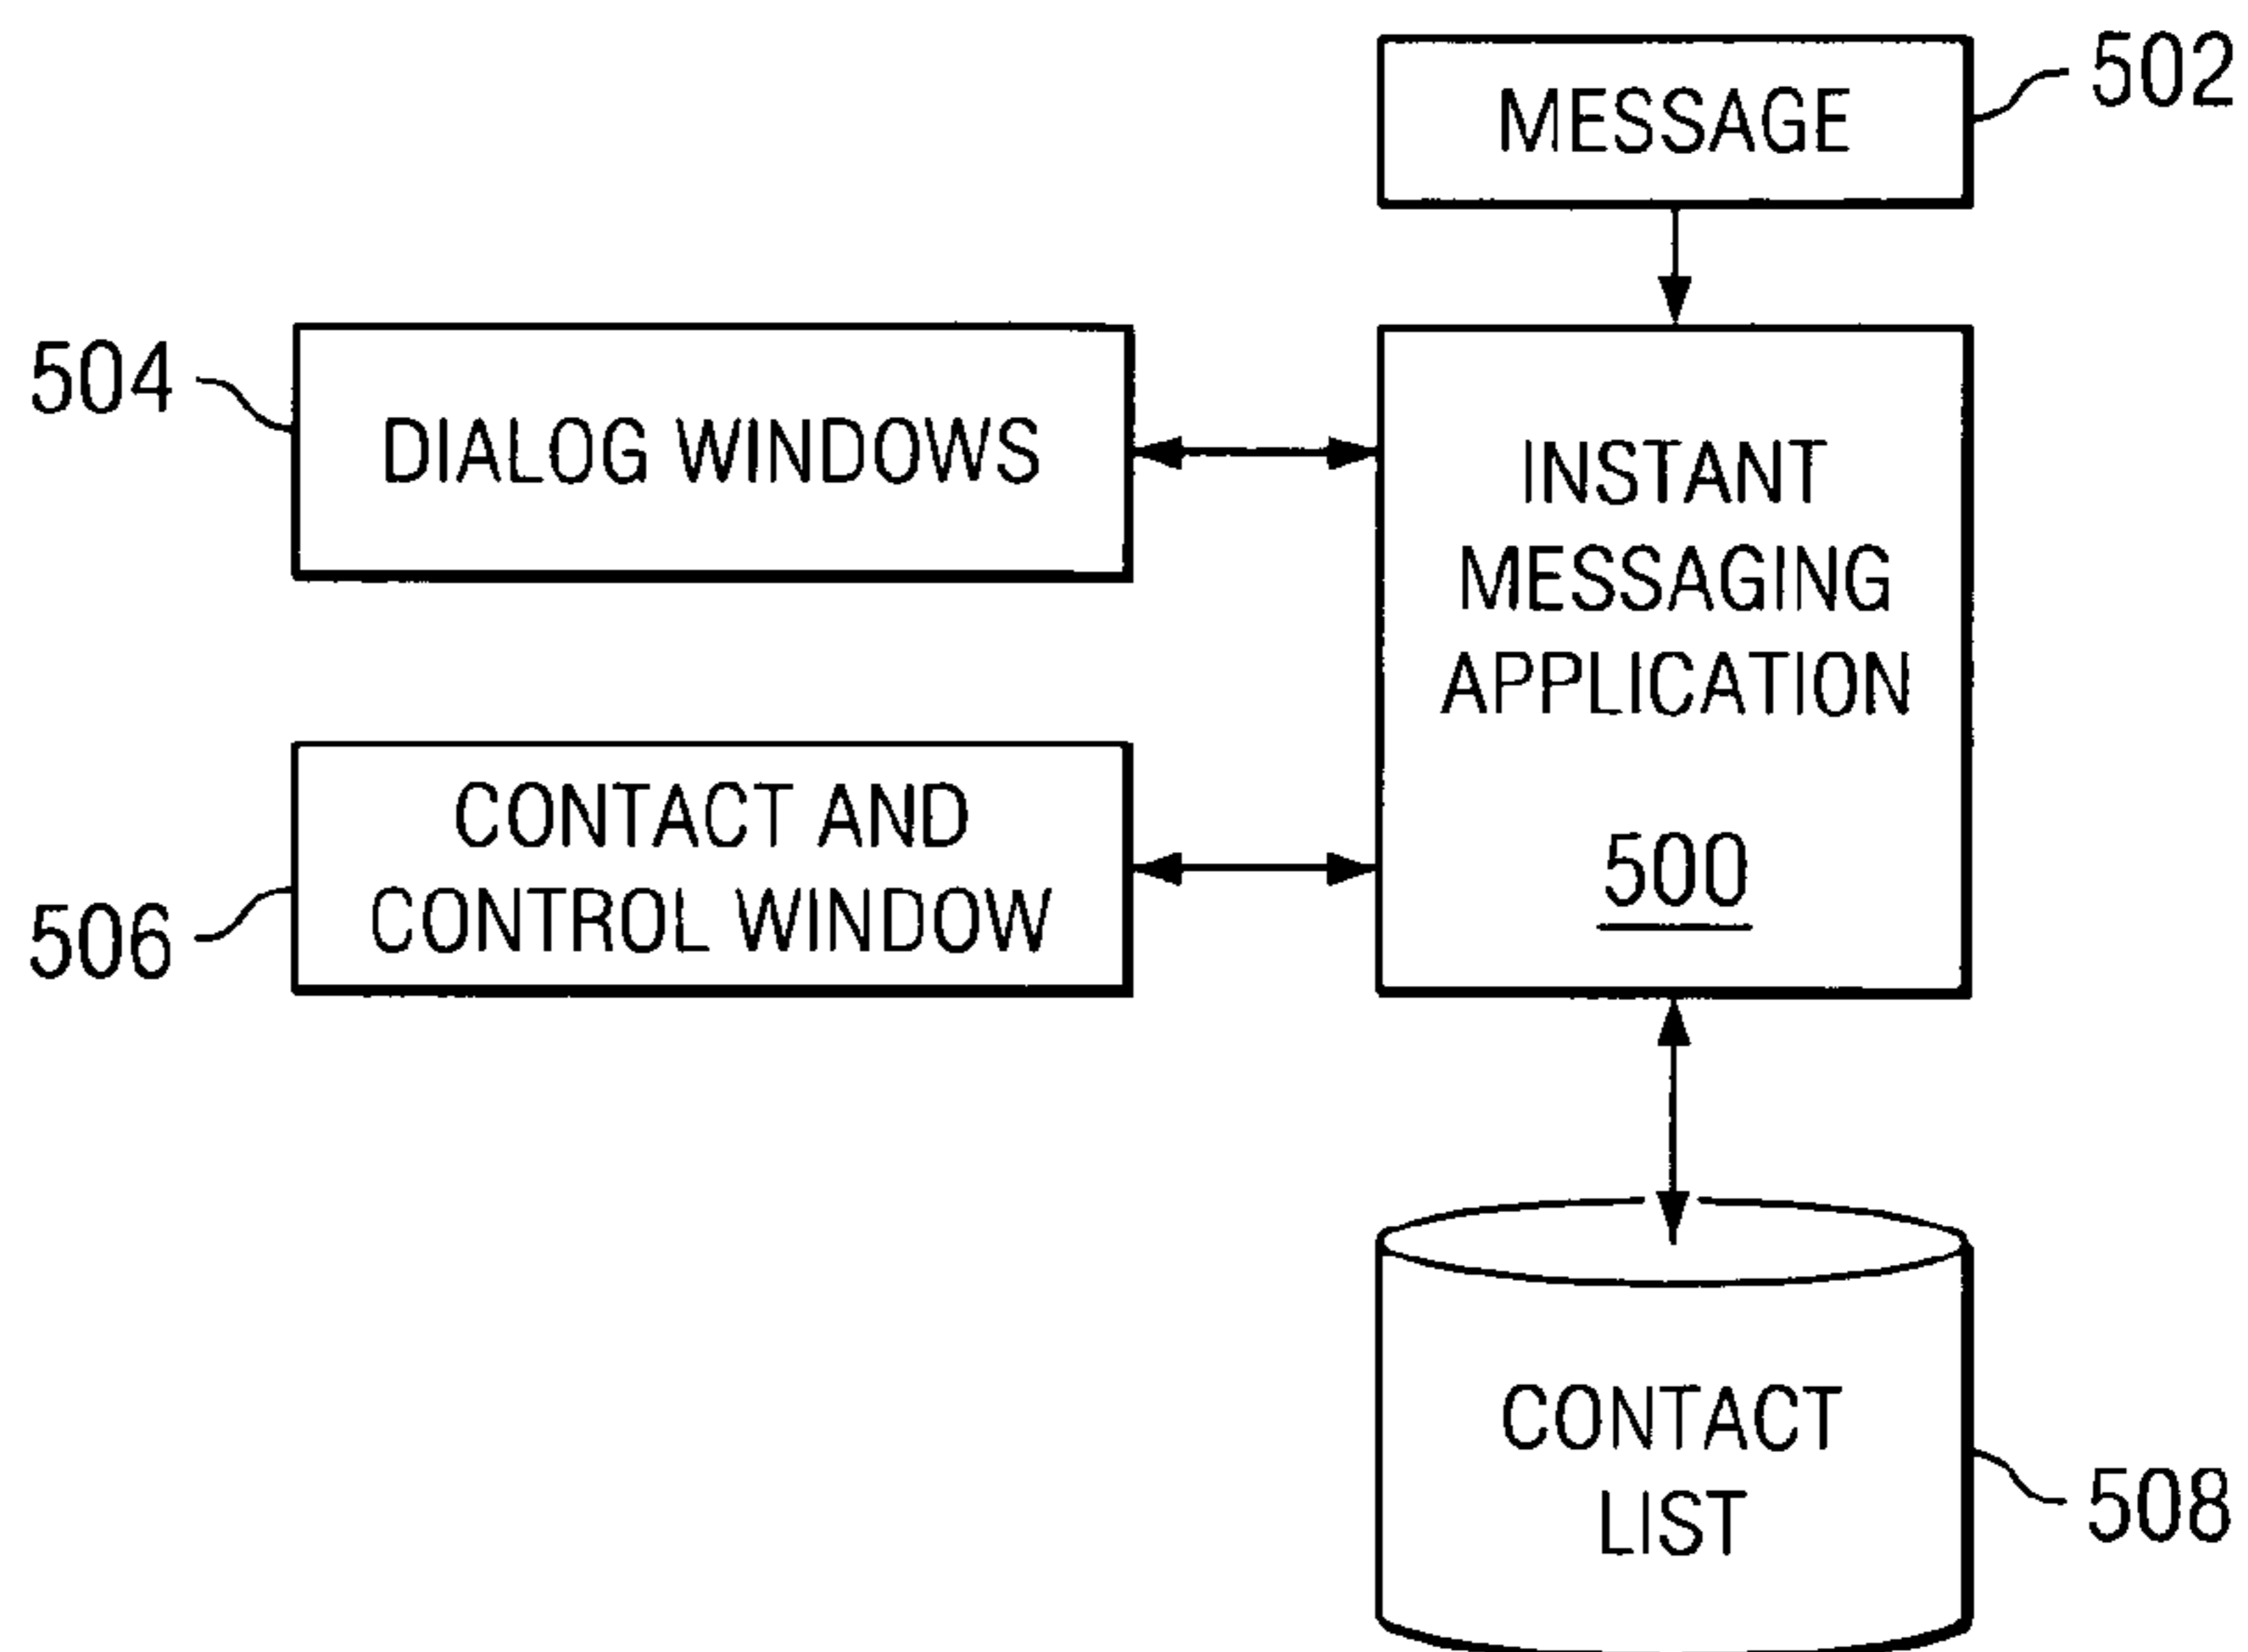 MESSAGE
502
504
DIALOG WINDOWS
INSTANT
MESSAGING
APPLICATION
500
CONTACT AND
CONTROL WINDOW
506
CONTACT
LIST
508